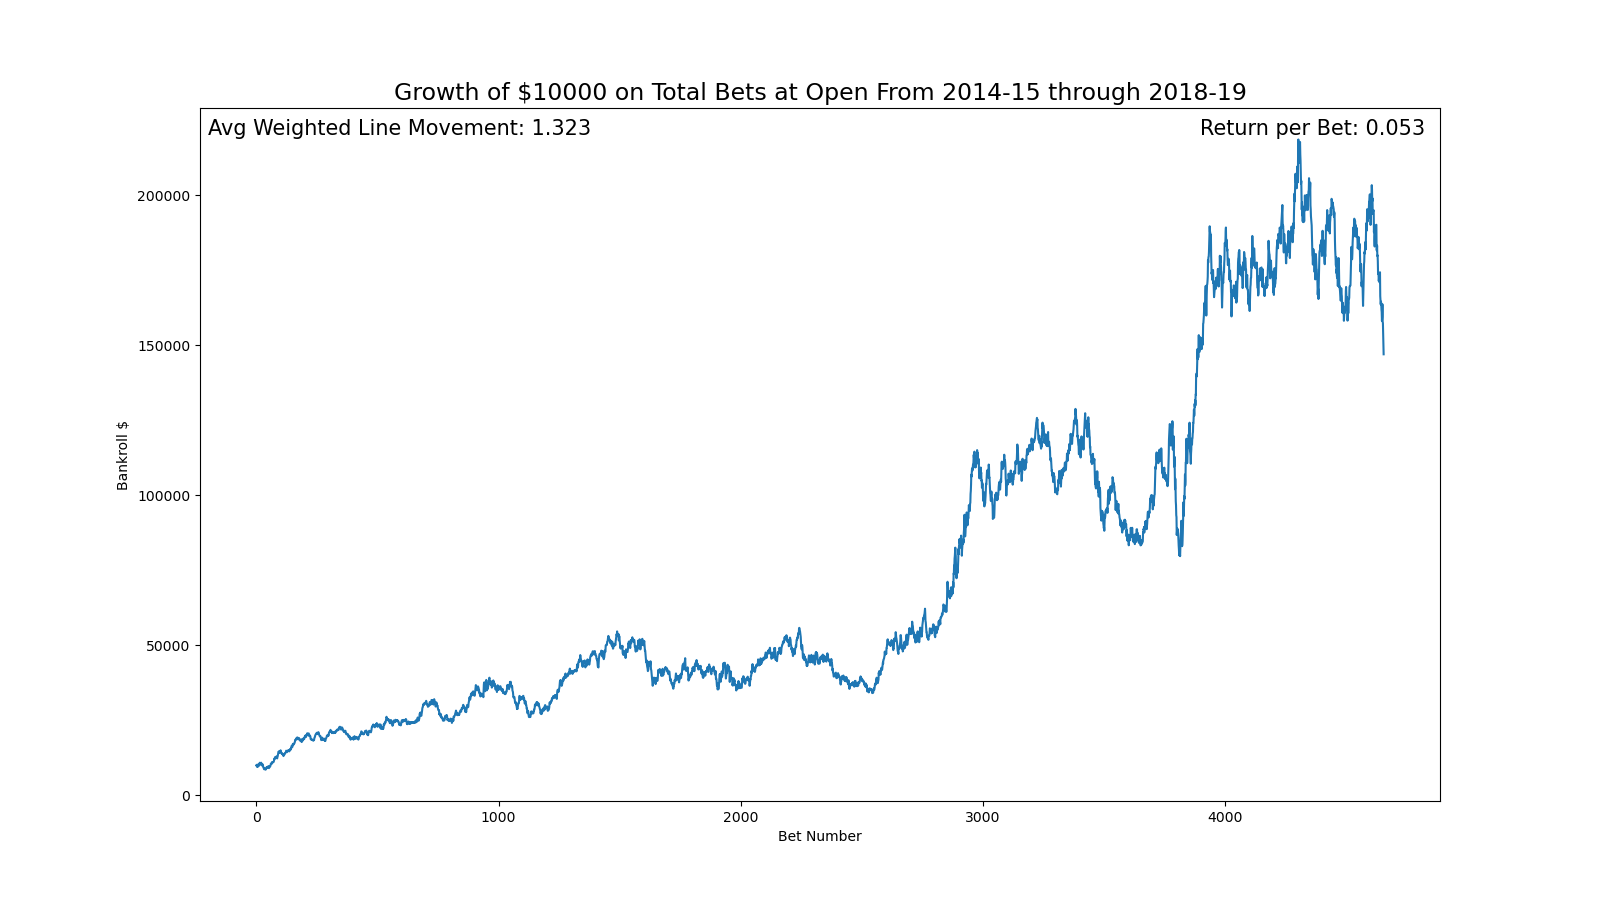 Growth of $10000 on Total Bets at Open From 2014-15 through 2018-19
Avg Weighted Line Movement: 1.323
Return per Bet: 0.053
200000
150000
100000
50000
0
Bankroll $
0 1000 2000 3000 4000
Bet Number